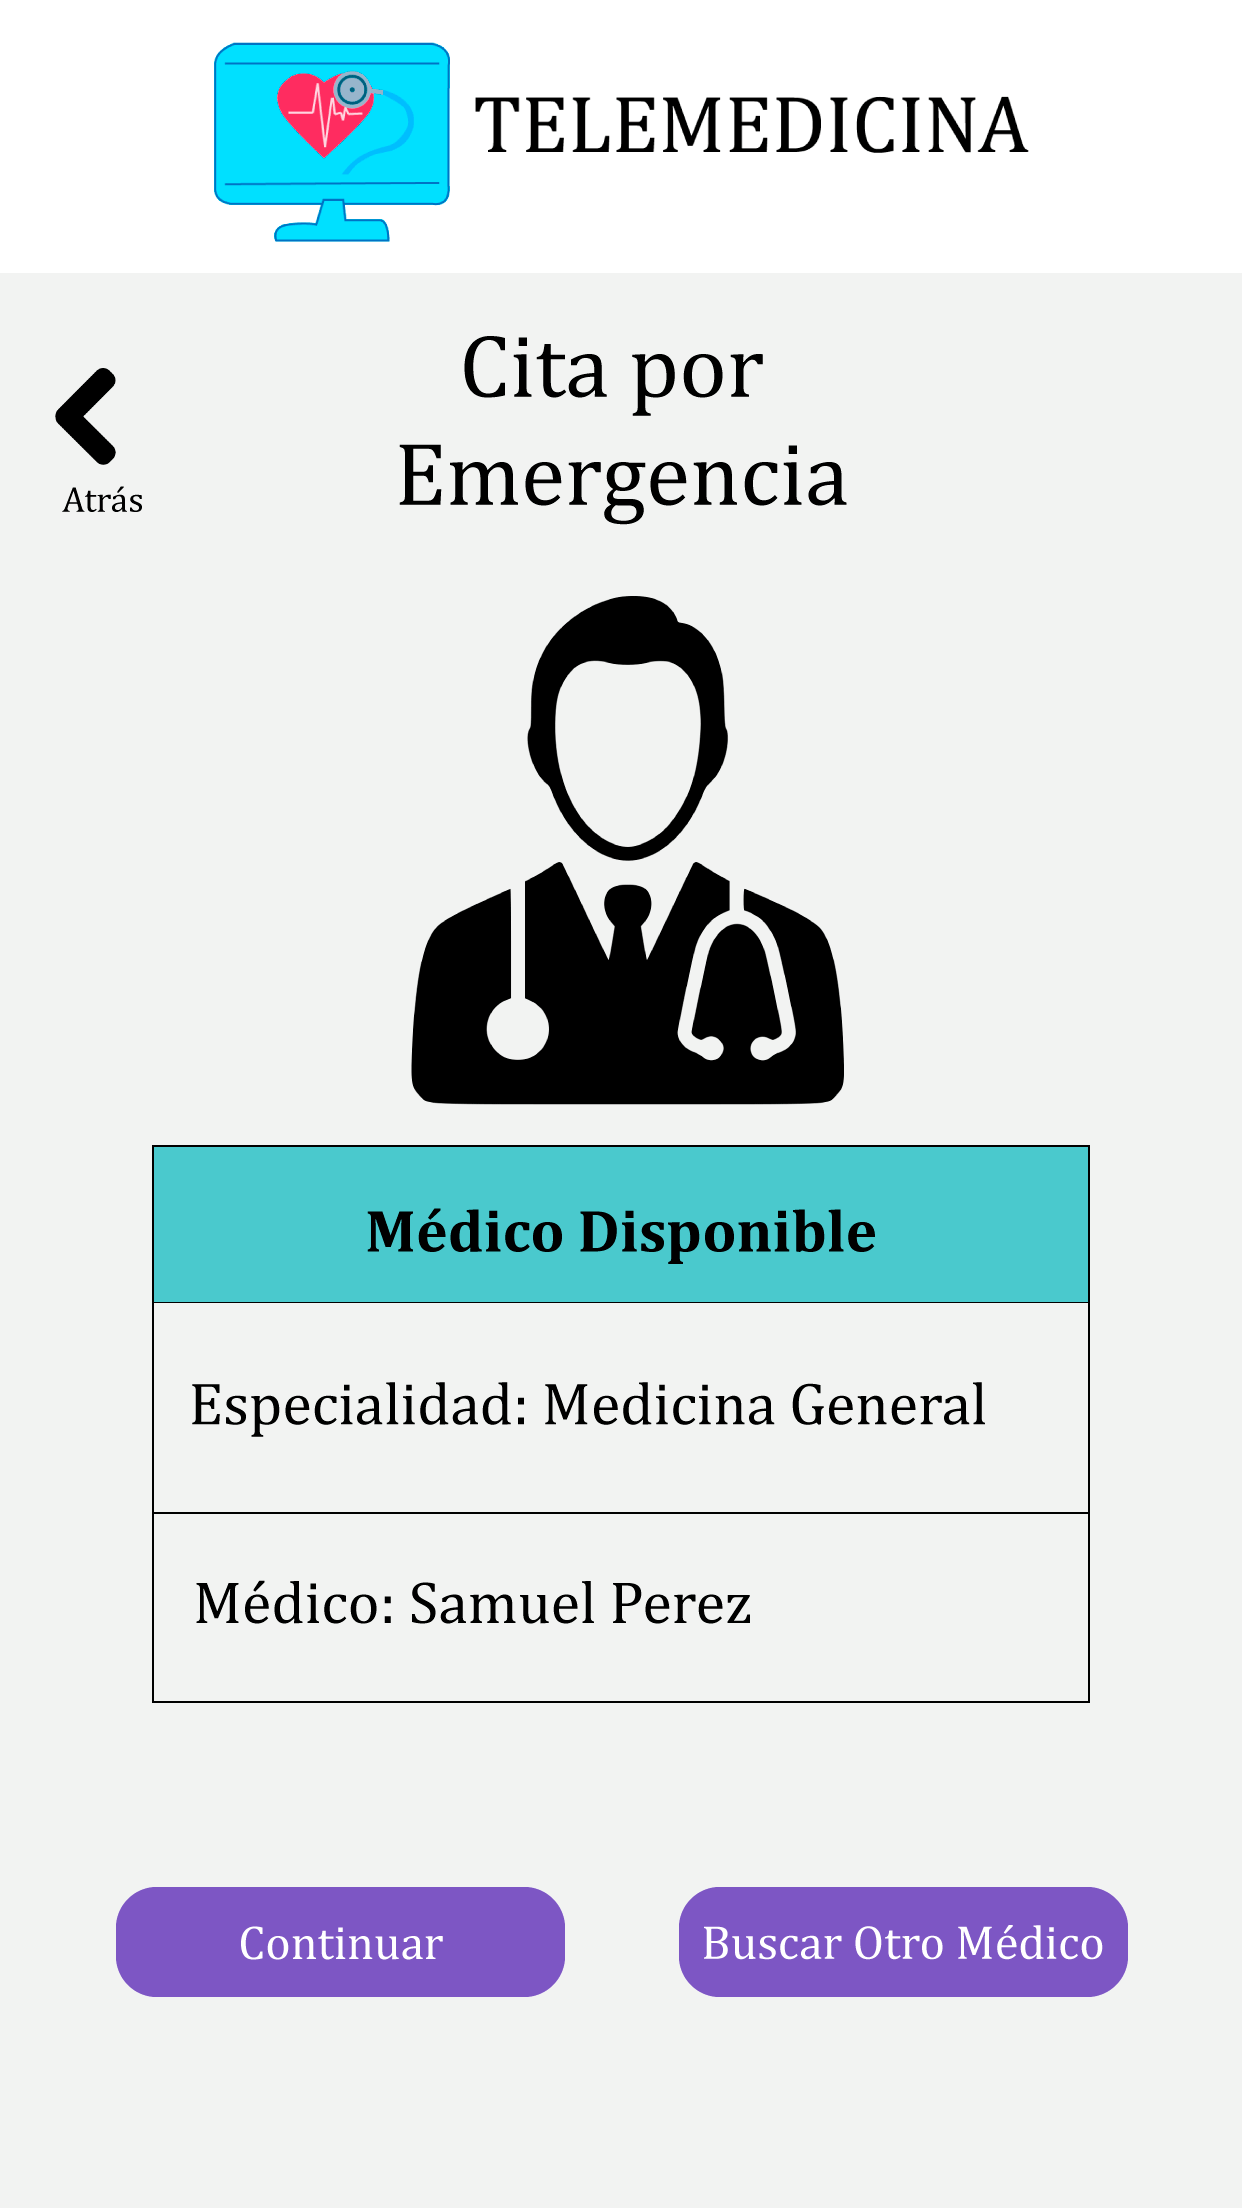 TELEMEDICINA
Cita por
Emergencia
Atrás
Médico Disponible
Especialidad: Medicina General
Médico: Samuel Perez
Continuar
Buscar Otro Médico